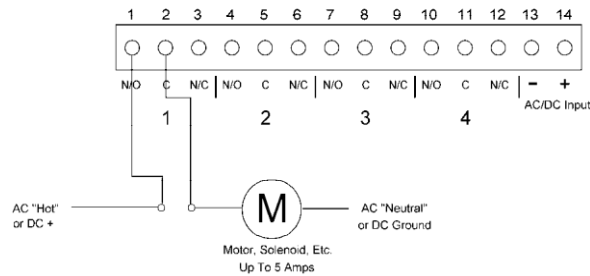 1 2 3 4 5 6 7 8 9 10 11 12 13 14
N/O C N/C N/O C N/C N/O C N/C N/O C N/C − +
AC/DC Input
1 2 3 4
AC "Hot"
or DC +
M
AC "Neutral"
or DC Ground
Motor, Solenoid, Etc.
Up To 5 Amps